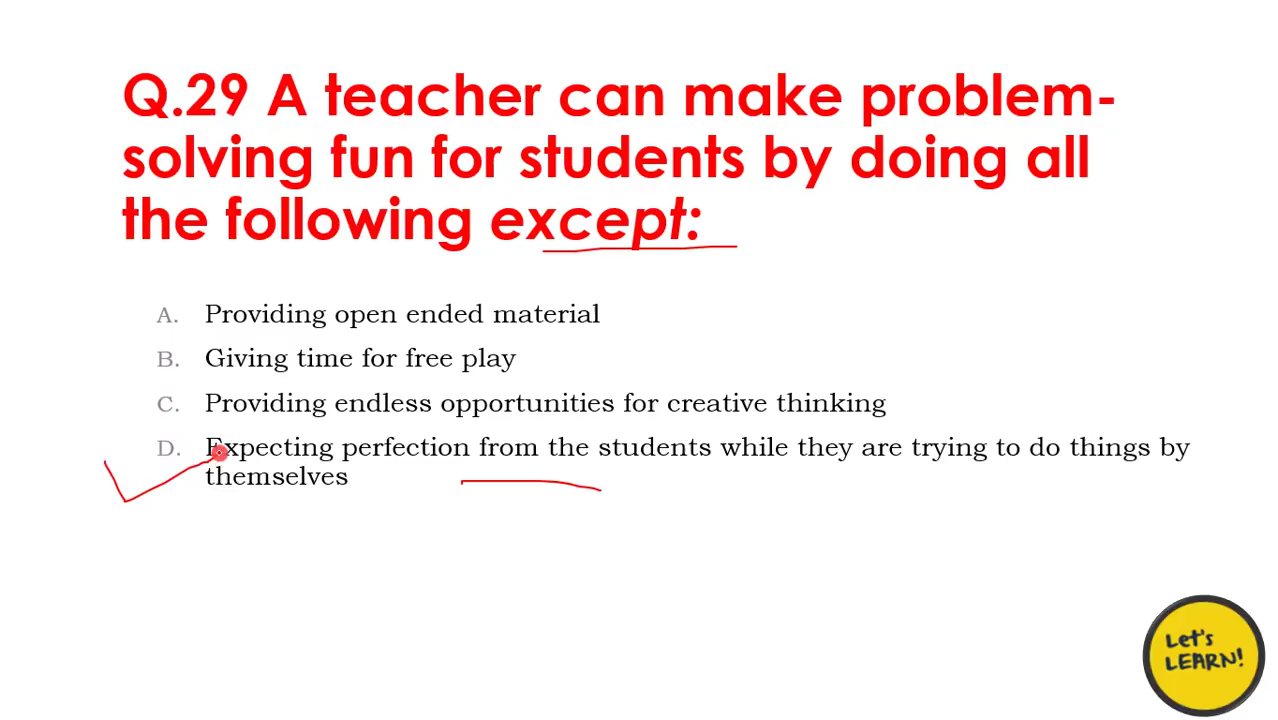 Q.29 A teacher can make problem-
solving fun for students by doing all
the following except:
A. Providing open ended material
B. Giving time for free play
C. Providing endless opportunities for creative thinking
D. Expecting perfection from the students while they are trying to do things by
themselves
Let's
LEARN!